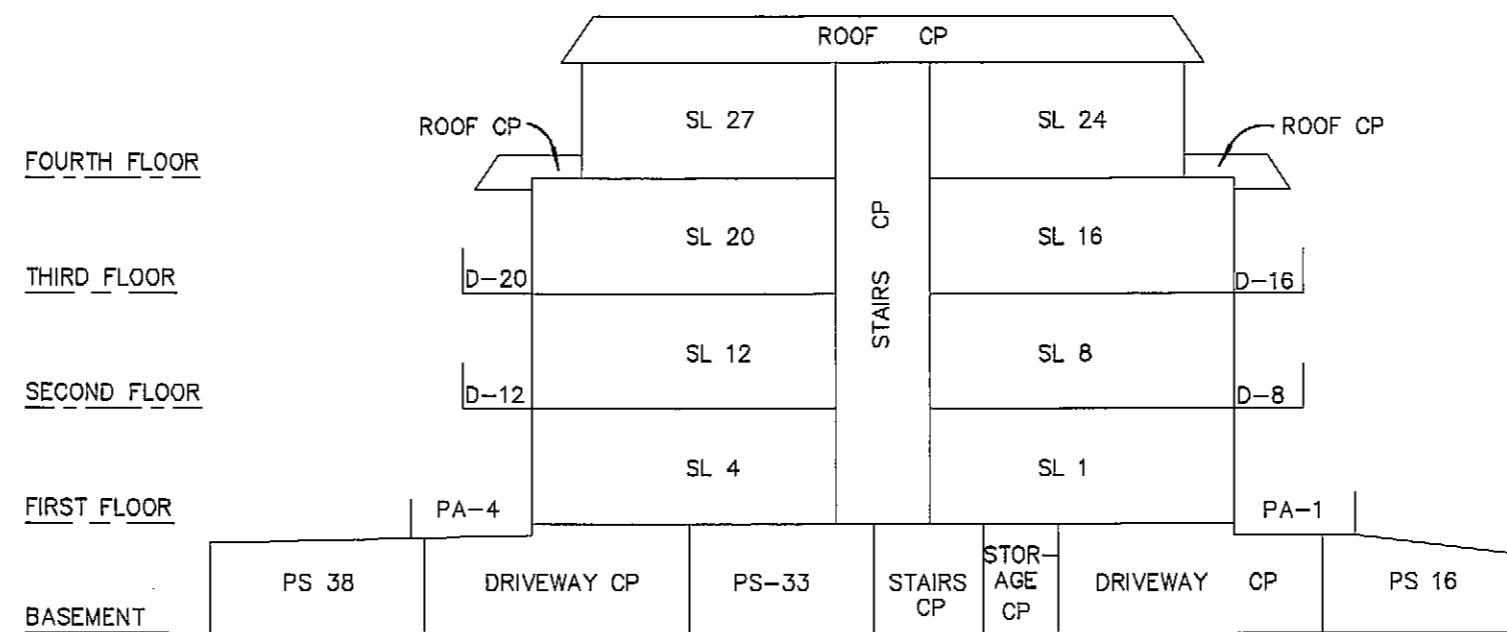 ROOF CP
SL 27
SL 24
ROOF CP
ROOF CP
FOURTH FLOOR
STAIRS CP
SL 20
SL 16
THIRD FLOOR
D-20
D-16
SL 12
SL 8
SECOND FLOOR
D-12
D-8
SL 4
SL 1
FIRST FLOOR
PA-4
PA-1
PS 38
DRIVEWAY CP
PS-33
STAIRS
CP
STOR-
AGE
CP
DRIVEWAY CP
PS 16
BASEMENT